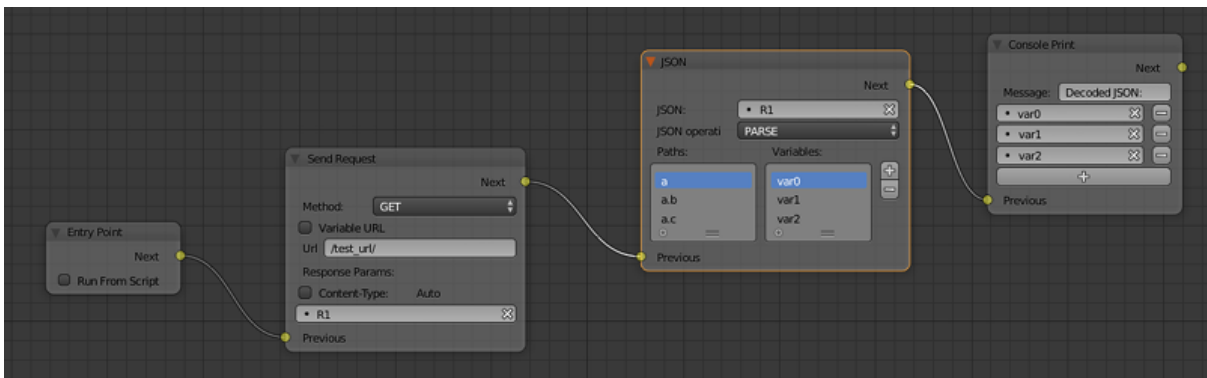 Entry Point
Next
Run From Script
Send Request
Next
Method: GET
Variable URL
Url /test_url/
Response Params:
Content-Type: Auto
R1
Previous
JSON
Next
JSON: R1
JSON operati PARSE
Paths: Variables:
a var0
a.b var1
a.c var2
Previous
Console Print
Next
Message: Decoded JSON:
var0
var1
var2
Previous